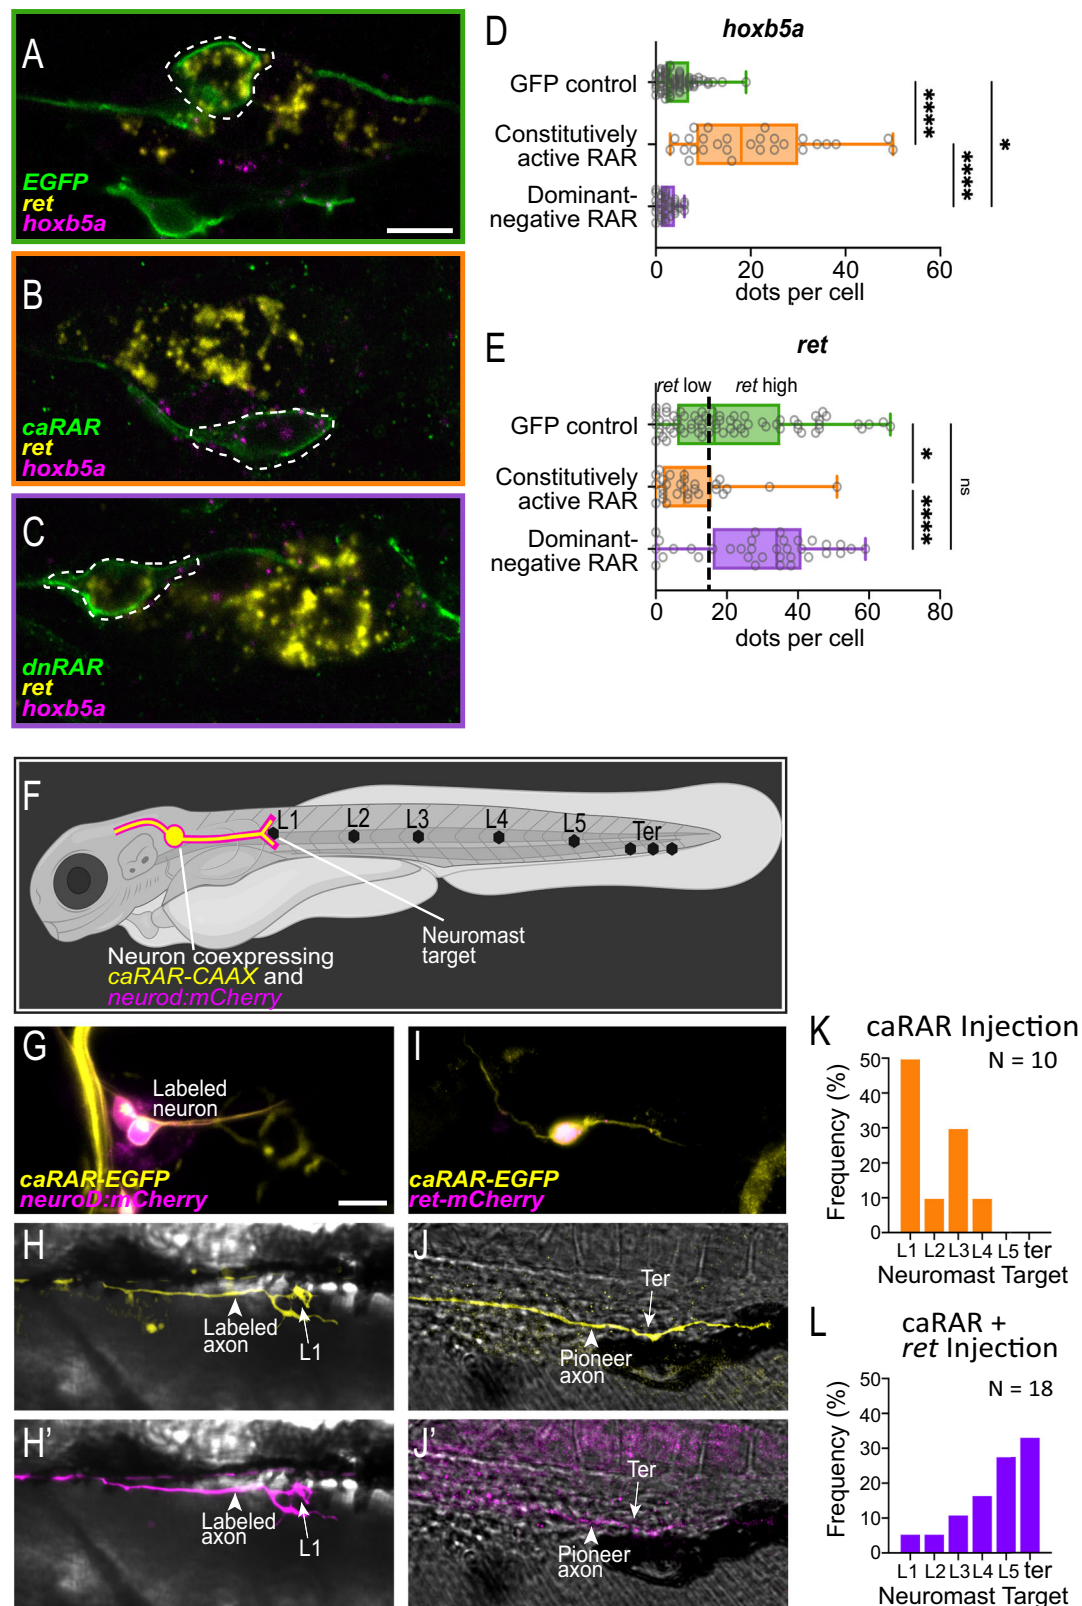 A
EGFP
ret
hoxb5a
B
caRAR
ret
hoxb5a
C
dnRAR
ret
hoxb5a
D
hoxb5a
GFP control
Constitutively
active RAR
Dominant-
negative RAR
****
****
*
0 20 40 60
dots per cell
E
ret
ret low ret high
GFP control
Constitutively
active RAR
Dominant-
negative RAR
*
****
ns
0 20 40 60 80
dots per cell
F
L1 L2 L3 L4 L5 Ter
Neuromast
target
Neuron coexpressing
caRAR-CAAX and
neurod:mCherry
G
Labeled
neuron
caRAR-EGFP
neuroD:mCherry
H
Labeled
axon
L1
H'
Labeled
axon
L1
I
caRAR-EGFP
ret-mCherry
J
Ter
Pioneer
axon
J'
Ter
Pioneer
axon
K
caRAR Injection
N = 10
Frequency (%)
50
40
30
20
10
0
L1 L2 L3 L4 L5 ter
Neuromast Target
L
caRAR +
ret Injection
N = 18
Frequency (%)
50
40
30
20
10
0
L1 L2 L3 L4 L5 ter
Neuromast Target